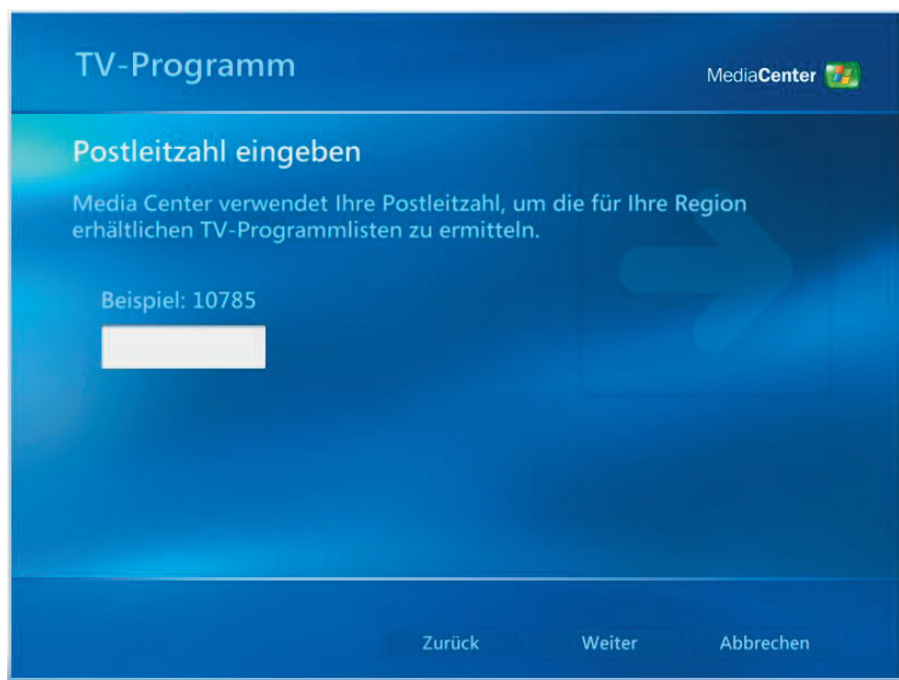 TV-Programm
MediaCenter
Postleitzahl eingeben
Media Center verwendet Ihre Postleitzahl, um die für Ihre Region
erhältlichen TV-Programmlisten zu ermitteln.
Beispiel: 10785
Zurück Weiter Abbrechen